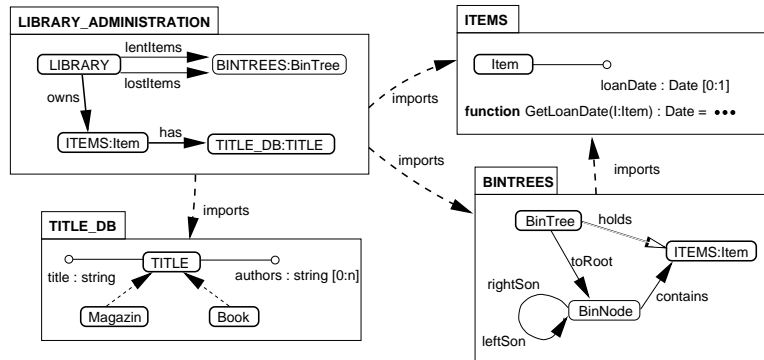 LIBRARY_ADMINISTRATION
LIBRARY
lentItems
lostItems
BINTREES:BinTree
owns
ITEMS:Item
has
TITLE_DB:TITLE
imports
imports
imports
ITEMS
Item
loanDate : Date [0:1]
function GetLoanDate(I:Item) : Date = •••
imports
TITLE_DB
TITLE
title : string
authors : string [0:n]
Magazin
Book
BINTREES
BinTree
holds
ITEMS:Item
toRoot
rightSon
BinNode
contains
leftSon